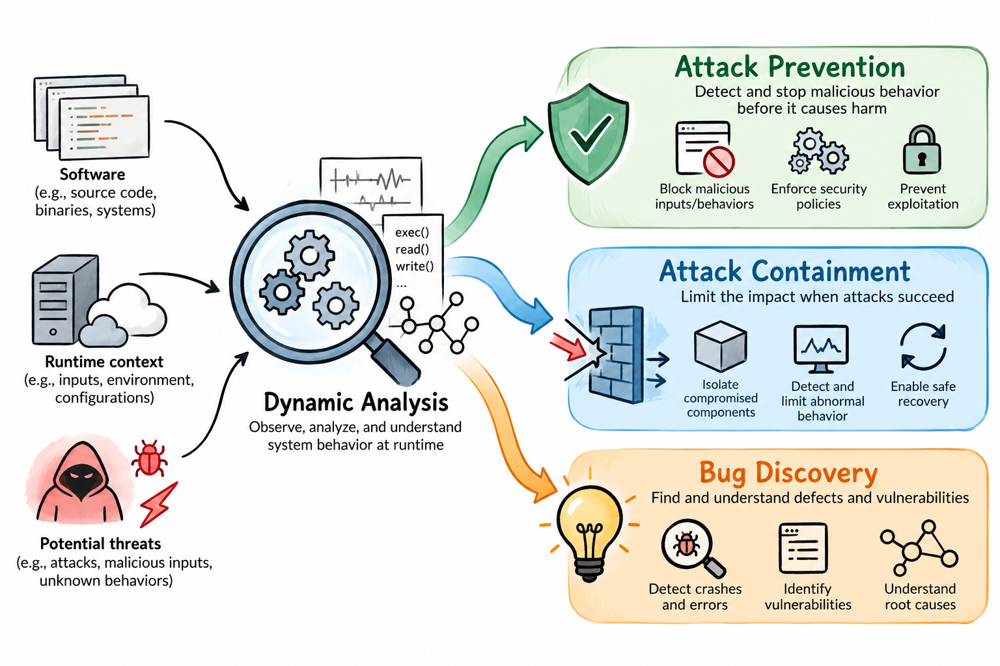 Software
(e.g., source code,
binaries, systems)
Runtime context
(e.g., inputs, environment,
configurations)
Potential threats
(e.g., attacks, malicious inputs,
unknown behaviors)
exec()
read()
write()
...
Dynamic Analysis
Observe, analyze, and understand
system behavior at runtime
Attack Prevention
Detect and stop malicious behavior
before it causes harm
Block malicious
inputs/behaviors
Enforce security
policies
Prevent
exploitation
Attack Containment
Limit the impact when attacks succeed
Isolate
compromised
components
Detect and
limit abnormal
behavior
Enable safe
recovery
Bug Discovery
Find and understand defects and vulnerabilities
Detect crashes
and errors
Identify
vulnerabilities
Understand
root causes